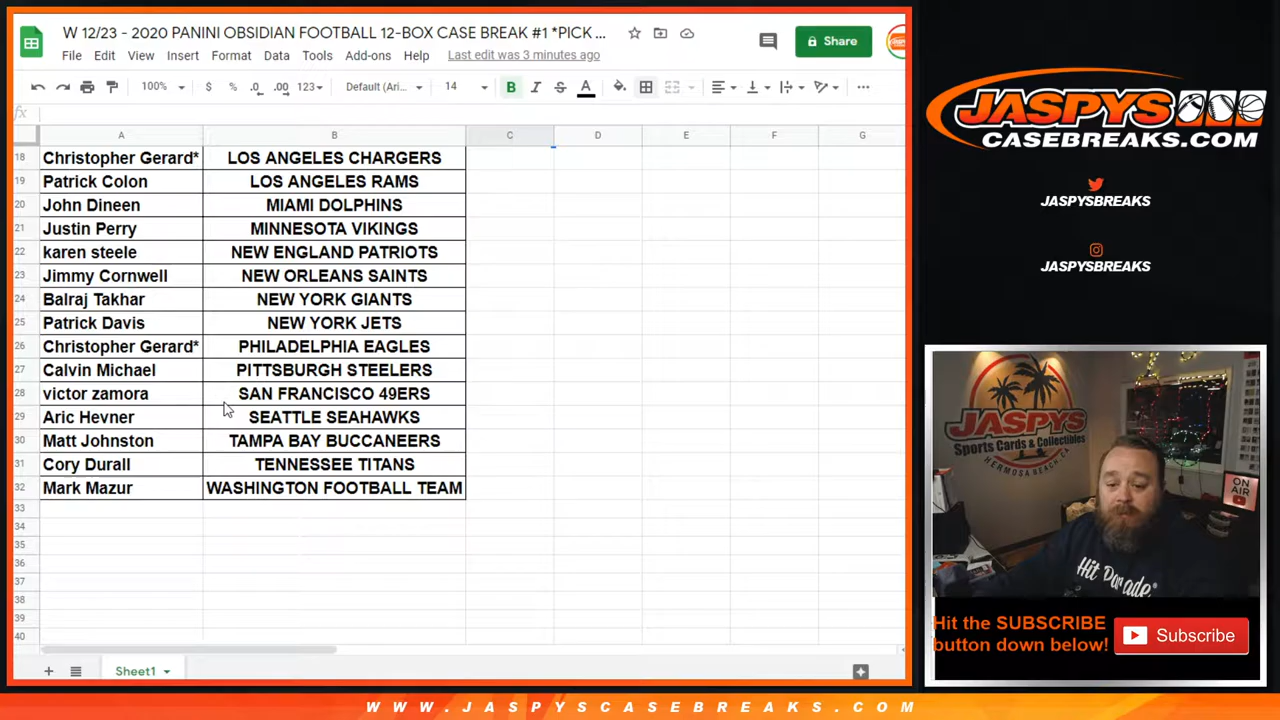 W 12/23 - 2020 PANINI OBSIDIAN FOOTBALL 12-BOX CASE BREAK #1 *PICK ...
Share
File Edit View Insert Format Data Tools Add-ons Help Last edit was 3 minutes ago
100% $ % .0 .00 123 Default (Ari... 14 B I S A
fx
A B C D E F G
18 Christopher Gerard* LOS ANGELES CHARGERS
19 Patrick Colon LOS ANGELES RAMS
20 John Dineen MIAMI DOLPHINS
21 Justin Perry MINNESOTA VIKINGS
22 karen steele NEW ENGLAND PATRIOTS
23 Jimmy Cornwell NEW ORLEANS SAINTS
24 Balraj Takhar NEW YORK GIANTS
25 Patrick Davis NEW YORK JETS
26 Christopher Gerard* PHILADELPHIA EAGLES
27 Calvin Michael PITTSBURGH STEELERS
28 victor zamora SAN FRANCISCO 49ERS
29 Aric Hevner SEATTLE SEAHAWKS
30 Matt Johnston TAMPA BAY BUCCANEERS
31 Cory Durall TENNESSEE TITANS
32 Mark Mazur WASHINGTON FOOTBALL TEAM
33
34
35
36
37
38
39
40
Sheet1
JASPYS
CASEBREAKS.COM
JASPYSBREAKS
JASPYSBREAKS
JASPYS
Sports Cards & Collectibles
HERMOSA BEACH, CA
ON AIR
Hit Parade
Hit the SUBSCRIBE
button down below!
Subscribe
WWW.JASPYSCASEBREAKS.COM